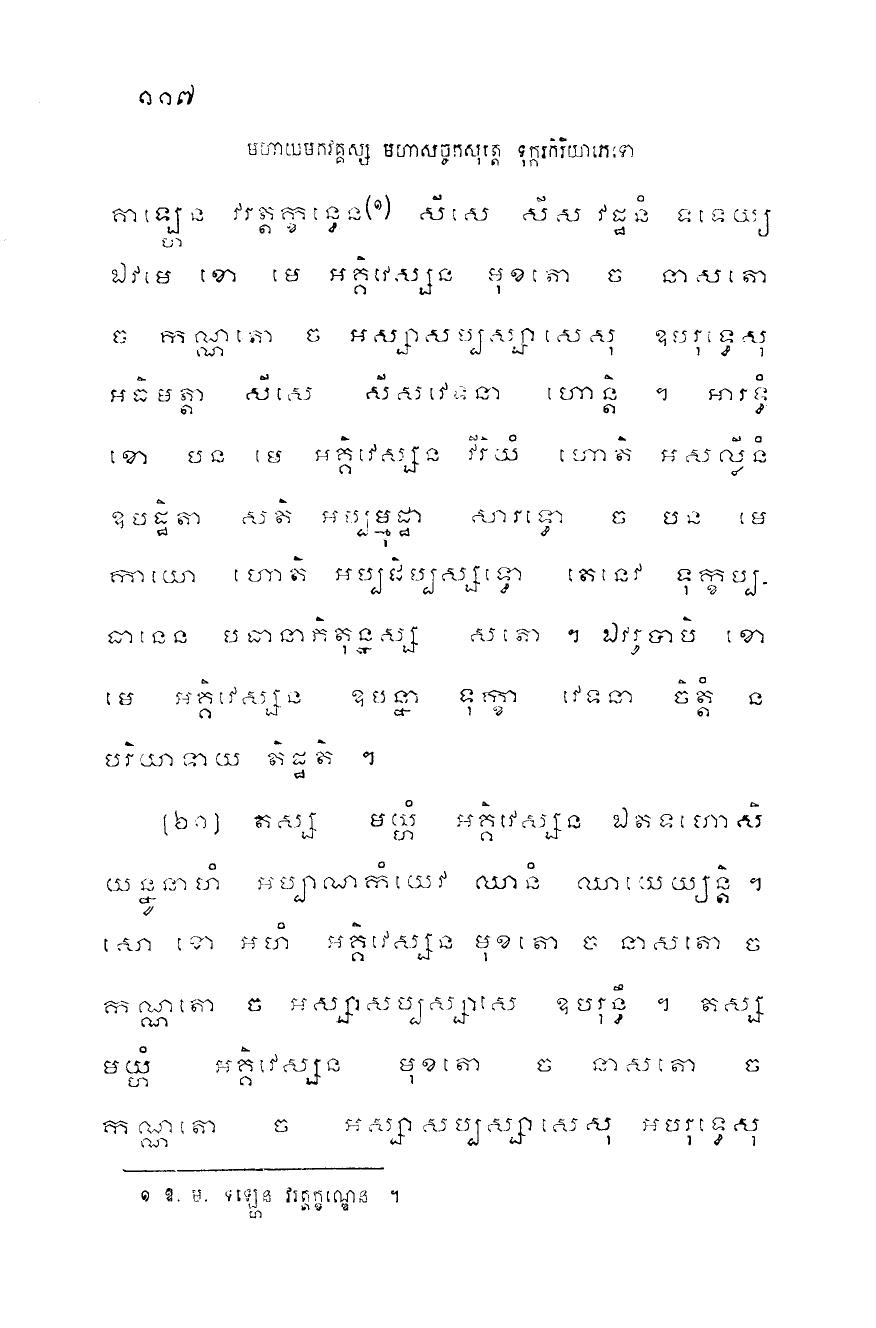 ១១៧
មហាយមកវគ្គស្ស មហាសច្ចកសុត្តេ ទុក្ករកិរិយាភេទោ
តាឡ្ហេន វរត្តក្ខន្ធេន(១) សីសេ សីសវដ្ឋនំ ទទេយ្យ
ឯវមេ ខោ មេ អគ្គិវេស្សន មុខតោ ច នាសតោ
ច កណ្ណតោ ច អស្សាសប្បស្សាសេសុ ឧបរុទ្ធេសុ
អធិមត្តា សីសេ សីសវេទនា ហោន្តិ ។ អារទ្ធំ
ខោ បន មេ អគ្គិវេស្សន វីរិយំ ហោតិ អសល្លីនំ
ឧបដ្ឋិតា សតិ អប្បម្មុដ្ឋា សារទ្ធោ ច បន មេ
កាយោ ហោតិ អប្បដិប្បស្សទ្ធោ តេនេវ ទុក្ខប្ប-
ធានេន បធានាភិតុន្នស្ស សតោ ។ ឯវរូបាបិ ខោ
មេ អគ្គិវេស្សន ឧបន្នា ទុក្ខា វេទនា ចិត្តំ ន
បរិយាទាយ តិដ្ឋតិ ។
[៦១] តស្ស មយ្ហំ អគ្គិវេស្សន ឯតទហោសិ
យន្នូនាហំ អប្បាណកំយេវ ឈានំ ឈាយេយ្យន្តិ ។
សោ ខោ អហំ អគ្គិវេស្សន មុខតោ ច នាសតោ ច
កណ្ណតោ ច អស្សាសប្បស្សាសេ ឧបរុន្ធឹ ។ តស្ស
មយ្ហំ អគ្គិវេស្សន មុខតោ ច នាសតោ ច
កណ្ណតោ ច អស្សាសប្បស្សាសេសុ អបរុទ្ធេសុ
១ ឱ. ម. ទឡ្ហេន វរត្តក្ខណ្ឌេន ។